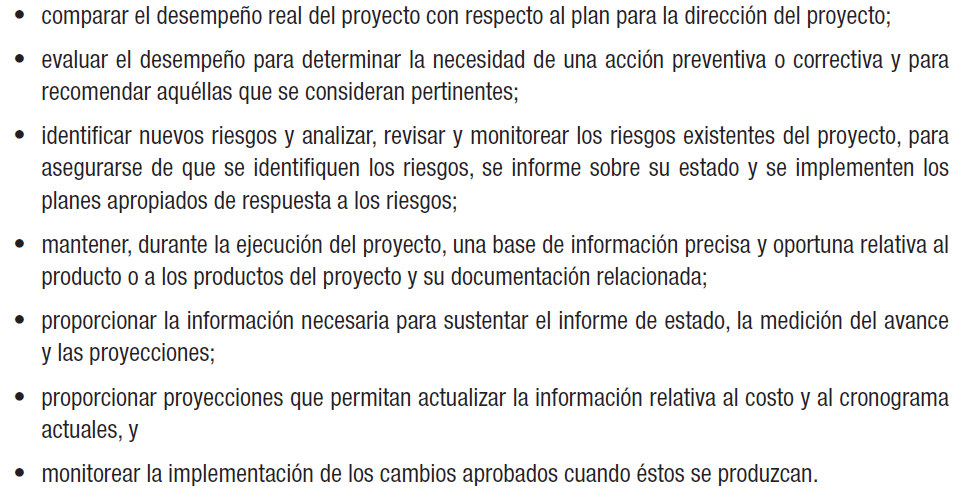 • comparar el desempeño real del proyecto con respecto al plan para la dirección del proyecto;
• evaluar el desempeño para determinar la necesidad de una acción preventiva o correctiva y para
recomendar aquéllas que se consideran pertinentes;
• identificar nuevos riesgos y analizar, revisar y monitorear los riesgos existentes del proyecto, para
asegurarse de que se identifiquen los riesgos, se informe sobre su estado y se implementen los
planes apropiados de respuesta a los riesgos;
• mantener, durante la ejecución del proyecto, una base de información precisa y oportuna relativa al
producto o a los productos del proyecto y su documentación relacionada;
• proporcionar la información necesaria para sustentar el informe de estado, la medición del avance
y las proyecciones;
• proporcionar proyecciones que permitan actualizar la información relativa al costo y al cronograma
actuales, y
• monitorear la implementación de los cambios aprobados cuando éstos se produzcan.